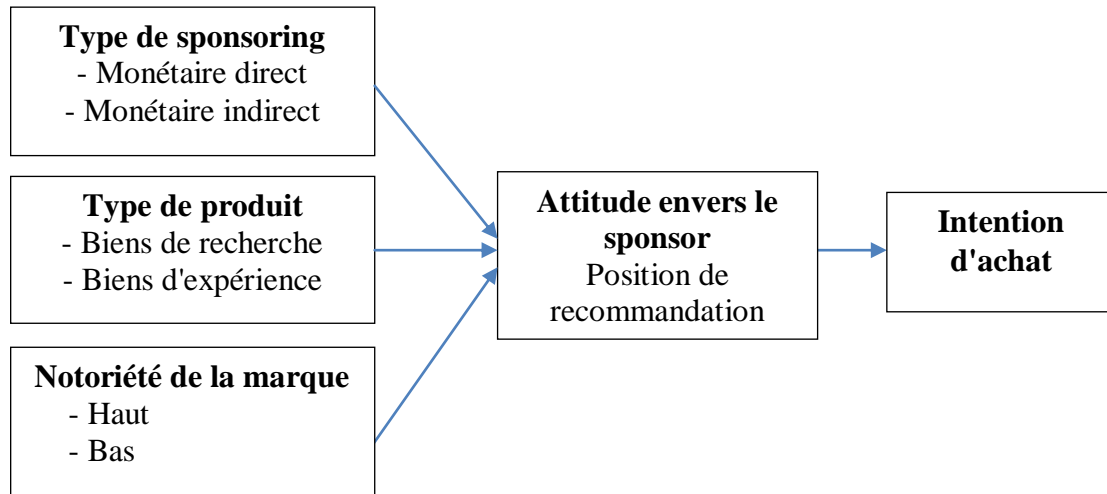 Type de sponsoring
- Monétaire direct
- Monétaire indirect
Type de produit
- Biens de recherche
- Biens d'expérience
Notoriété de la marque
- Haut
- Bas
Attitude envers le
sponsor
Position de
recommandation
Intention
d'achat